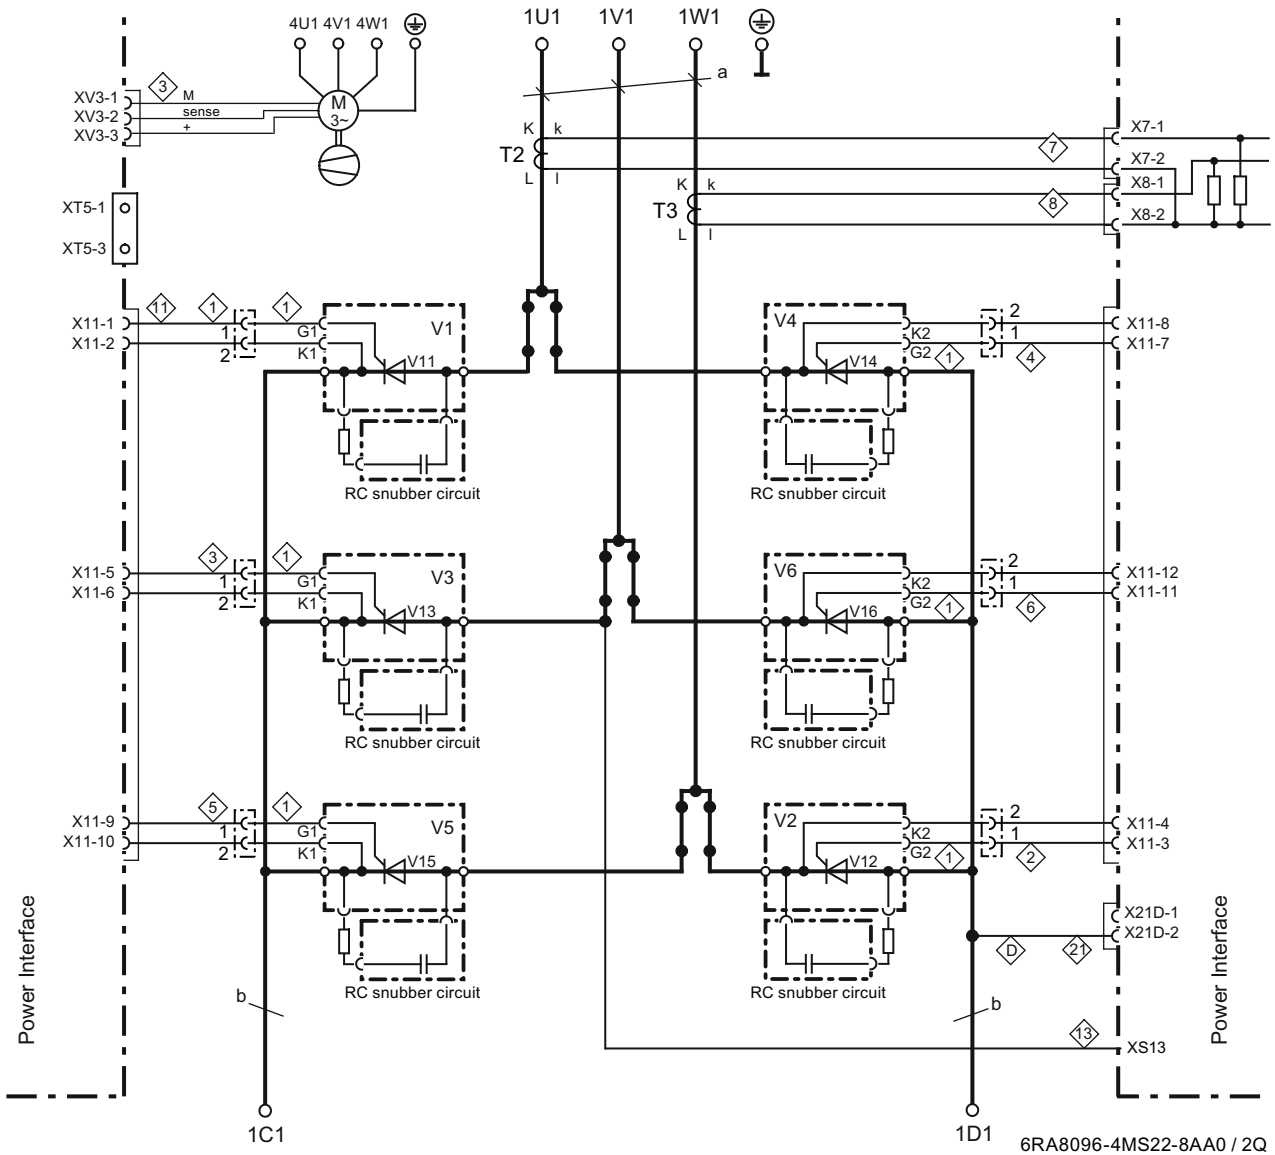 4U1 4V1 4W1
1U1 1V1 1W1
a
3
XV3-1 M
XV3-2 sense
XV3-3 +
M
3~
K k
T2
L l
7
X7-1
X7-2
K k
T3
L l
8
X8-1
X8-2
XT5-1
XT5-3
11 1 1
X11-1
X11-2
1
2
G1
K1
V1
V11
RC snubber circuit
V4
V14
K2
G2
1
2
1
4
X11-8
X11-7
RC snubber circuit
3 1
X11-5
X11-6
1
2
G1
K1
V3
V13
RC snubber circuit
V6
V16
K2
G2
1
2
1
6
X11-12
X11-11
RC snubber circuit
5 1
X11-9
X11-10
1
2
G1
K1
V5
V15
RC snubber circuit
V2
V12
K2
G2
1
2
1
2
X11-4
X11-3
RC snubber circuit
X21D-1
X21D-2
D 21
b b
13
XS13
Power Interface
Power Interface
1C1 1D1
6RA8096-4MS22-8AA0 / 2Q